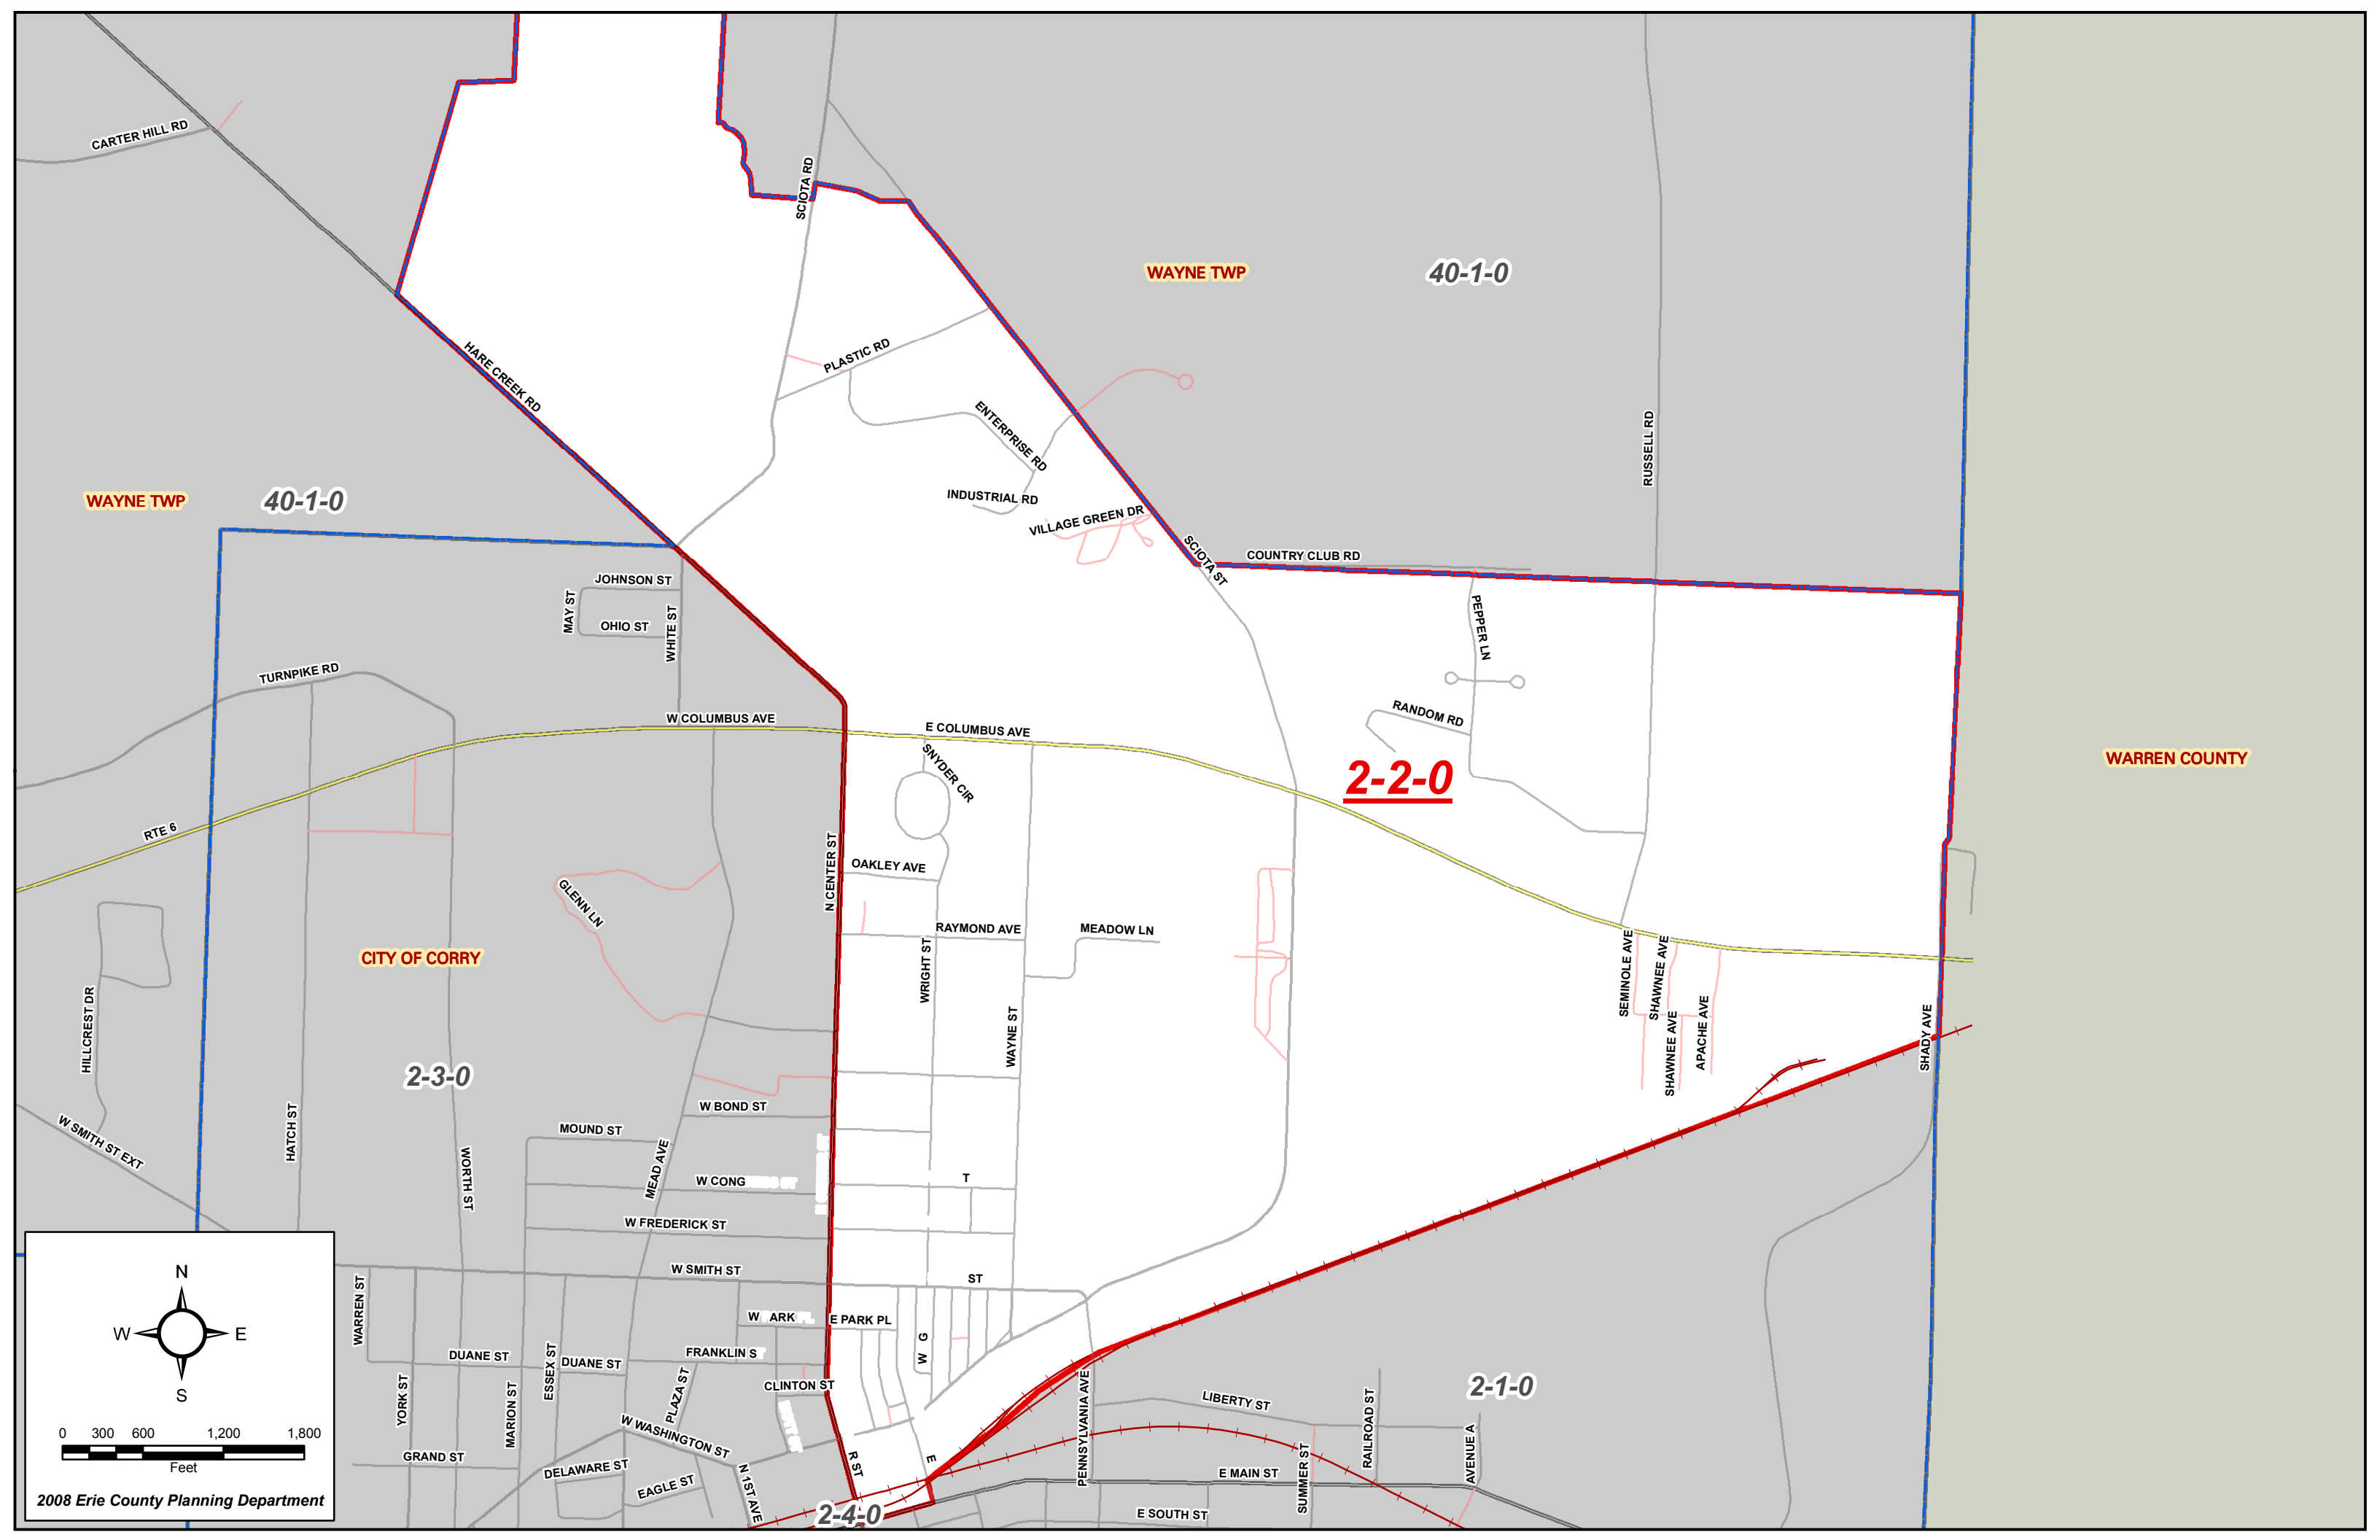 CARTER HILL RD
SCIOTA RD
WAYNE TWP
40-1-0
PLASTIC RD
HARE CREEK RD
ENTERPRISE RD
RUSSELL RD
INDUSTRIAL RD
VILLAGE GREEN DR
WAYNE TWP
40-1-0
SCIOTA ST
COUNTRY CLUB RD
JOHNSON ST
MAY ST
OHIO ST
WHITE ST
PEPPER LN
TURNPIKE RD
RANDOM RD
W COLUMBUS AVE
E COLUMBUS AVE
SNYDER CIR
2-2-0
WARREN COUNTY
RTE 6
N CENTER ST
OAKLEY AVE
GLENN LN
RAYMOND AVE
MEADOW LN
WRIGHT ST
CITY OF CORRY
SEMINOLE AVE
SHAWNEE AVE
SHAWNEE AVE
APACHE AVE
SHADY AVE
HILLCREST DR
WAYNE ST
2-3-0
W BOND ST
HATCH ST
MOUND ST
W SMITH ST EXT
WORTH ST
MEAD AVE
W CONG
T
W FREDERICK ST
W SMITH ST
ST
WARREN ST
W ARK
E PARK PL
W G
DUANE ST
DUANE ST
FRANKLIN S
ESSEX ST
CLINTON ST
PLAZA ST
YORK ST
MARION ST
W WASHINGTON ST
PENNSYLVANIA AVE
LIBERTY ST
RAILROAD ST
2-1-0
AVENUE A
GRAND ST
DELAWARE ST
EAGLE ST
N 1ST AVE
R ST
E
E MAIN ST
SUMMER ST
2-4-0
E SOUTH ST
N
W E
S
0 300 600 1,200 1,800
Feet
2008 Erie County Planning Department